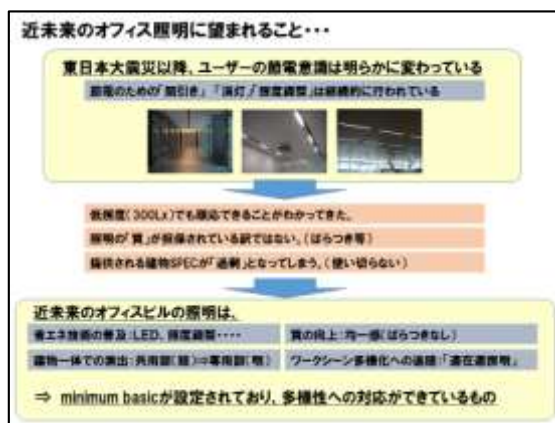 近未来のオフィス照明に望まれること・・・
東日本大震災以降、ユーザーの節電意識は明らかに変わっている
節電のための「間引き」「消灯／照度調整」は継続的に行われている
低照度(300Lx)でも順応できることがわかってきた。
照明の「質」が担保されている訳ではない。(ばらつき等)
提供される建物SPECが「過剰」となってしまう。(使い切らない)
近未来のオフィスビルの照明は、
省エネ技術の普及：LED、照度調整・・・・
質の向上：均一感(ばらつきなし)
建物一体での演出：共用部(暗)⇒専用部(明)
ワークシーン多様化への追随：「適在適照明」
⇒ minimum basicが設定されており、多様性への対応ができているもの